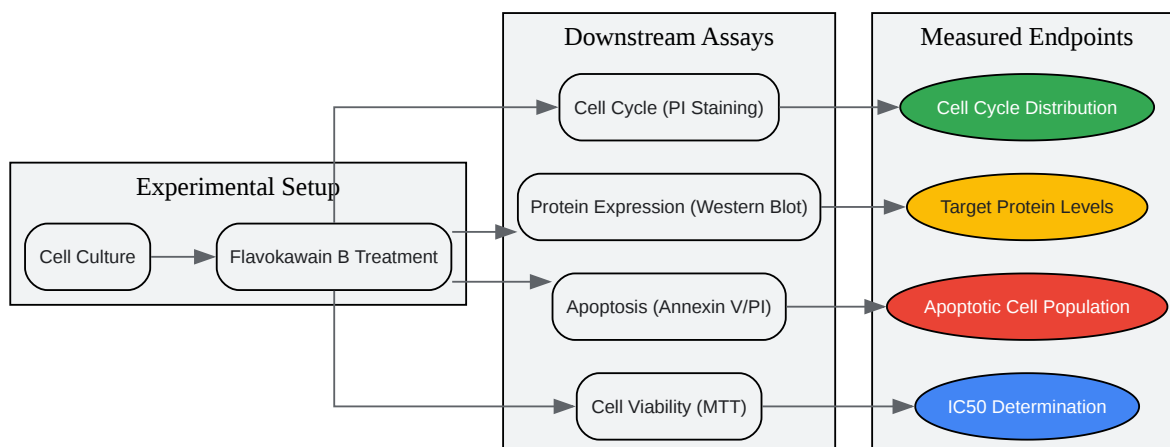 Experimental Setup
Cell Culture
Flavokawain B Treatment
Downstream Assays
Cell Cycle (PI Staining)
Protein Expression (Western Blot)
Apoptosis (Annexin V/PI)
Cell Viability (MTT)
Measured Endpoints
Cell Cycle Distribution
Target Protein Levels
Apoptotic Cell Population
IC50 Determination